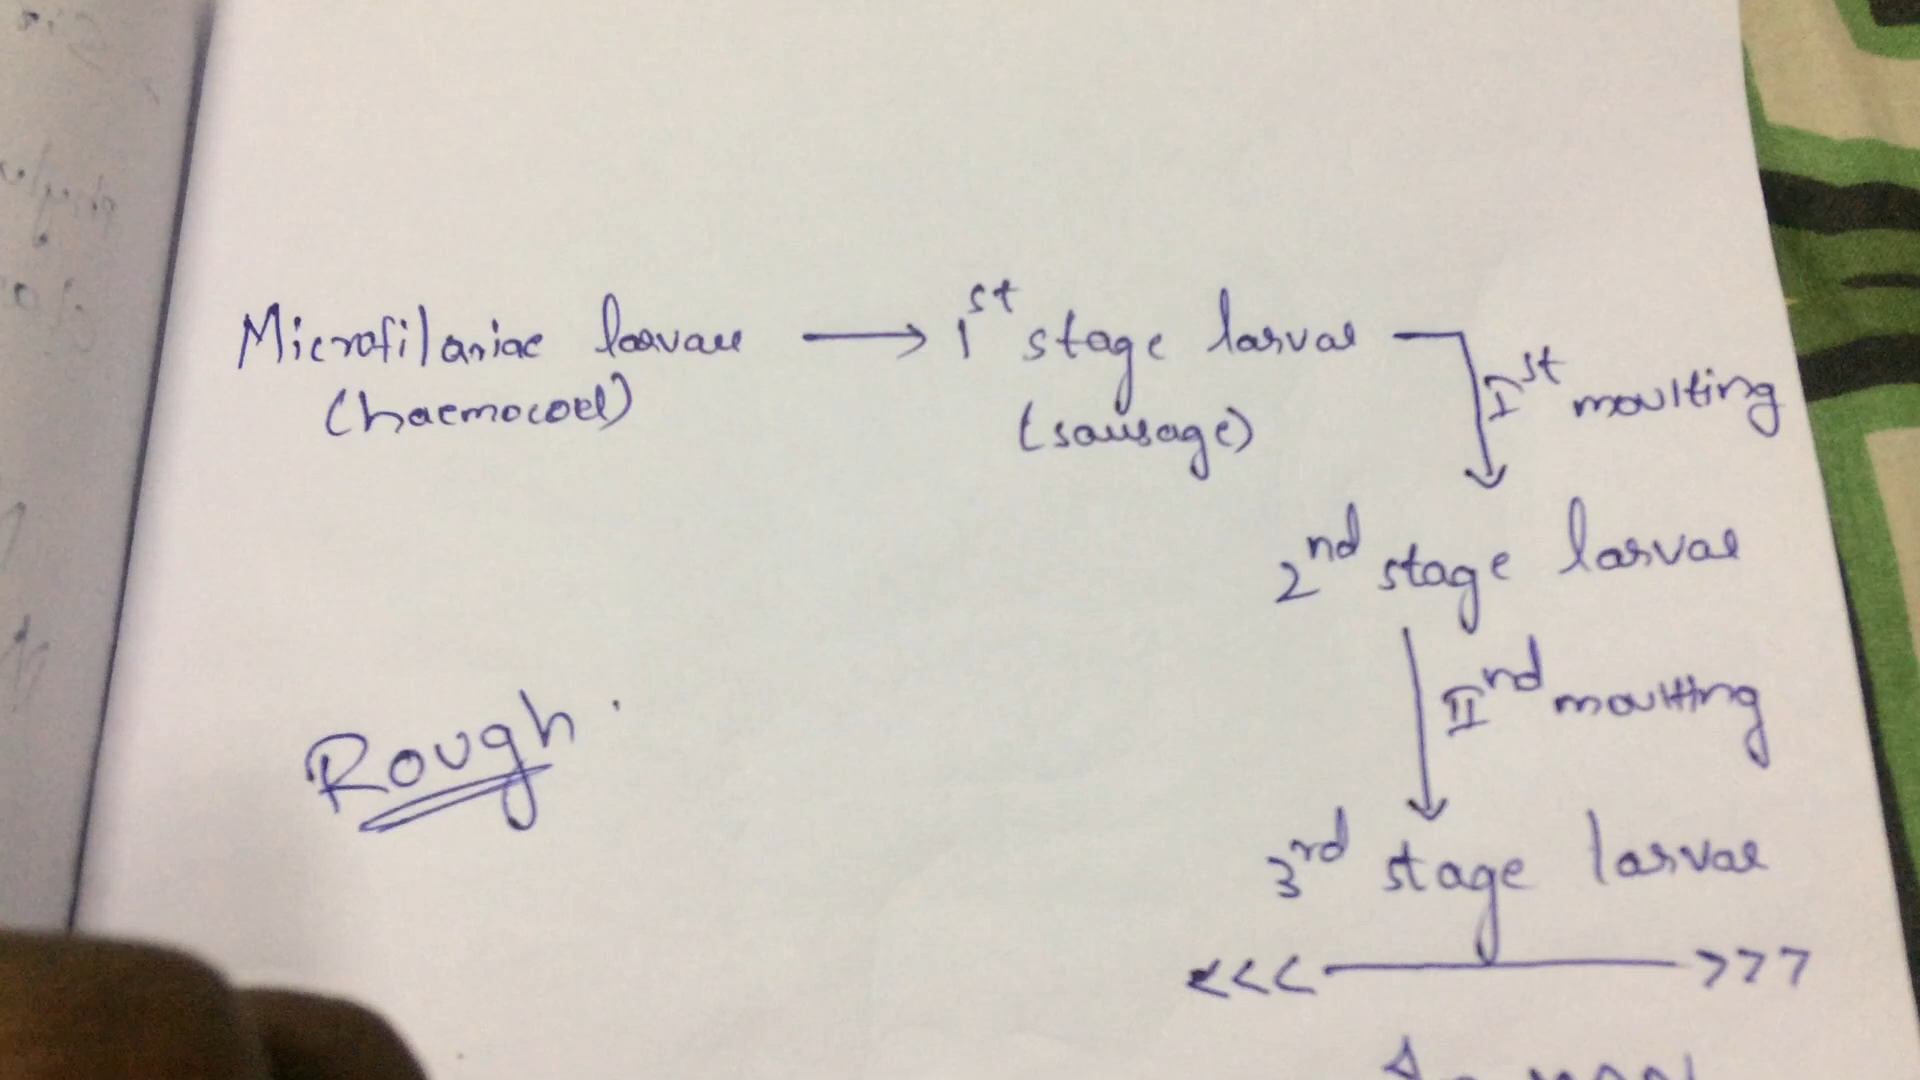 Microfilariae larvae ⟶ 1st stage larvae
(haemocoel)
(sausage)
Ist moulting
2nd stage larvae
IInd moulting
3rd stage larvae
<<< ——— >>>
Rough.